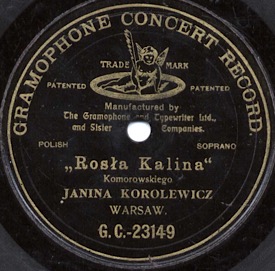 GRAMOPHONE CONCERT RECORD.
TRADE MARK
PATENTED PATENTED
Manufactured by
The Gramophone and Typewriter Ltd.,
and Sister Companies.
POLISH SOPRANO
„Rosła Kalina“
Komorowskiego
JANINA KOROLEWICZ
WARSAW.
G.C.-23149